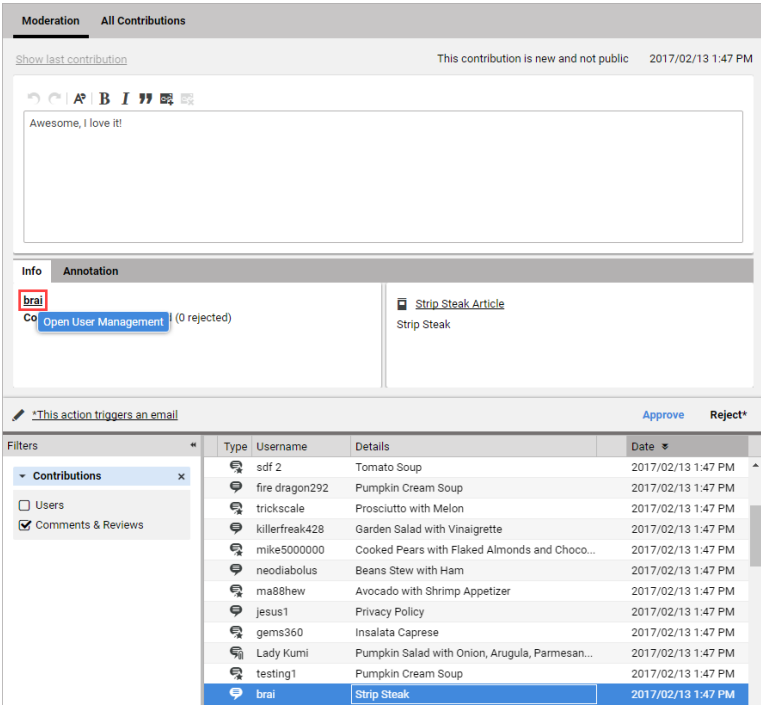 Moderation All Contributions
Show last contribution This contribution is new and not public 2017/02/13 1:47 PM
Awesome, I love it!
Info Annotation
brai
Open User Management (0 rejected)
Strip Steak Article
Strip Steak
*This action triggers an email Approve Reject*
Filters
Contributions
Users
Comments & Reviews
Type Username Details Date
sdf 2 Tomato Soup 2017/02/13 1:47 PM
fire dragon292 Pumpkin Cream Soup 2017/02/13 1:47 PM
trickscale Prosciutto with Melon 2017/02/13 1:47 PM
killerfreak428 Garden Salad with Vinaigrette 2017/02/13 1:47 PM
mike5000000 Cooked Pears with Flaked Almonds and Choco... 2017/02/13 1:47 PM
neodiabolus Beans Stew with Ham 2017/02/13 1:47 PM
ma88hew Avocado with Shrimp Appetizer 2017/02/13 1:47 PM
jesus1 Privacy Policy 2017/02/13 1:47 PM
gems360 Insalata Caprese 2017/02/13 1:47 PM
Lady Kumi Pumpkin Salad with Onion, Arugula, Parmesan... 2017/02/13 1:47 PM
testing1 Pumpkin Cream Soup 2017/02/13 1:47 PM
brai Strip Steak 2017/02/13 1:47 PM